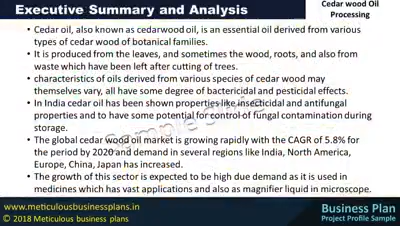 Executive Summary and Analysis
Cedar wood Oil
Processing
• Cedar oil, also known as cedarwood oil, is an essential oil derived from various
types of cedar wood of botanical families.
• It is produced from the leaves, and sometimes the wood, roots, and also from
waste which have been left after cutting of trees.
• characteristics of oils derived from various species of cedar wood may
themselves vary, all have some degree of bactericidal and pesticidal effects.
• In India cedar oil has been shown properties like insecticidal and antifungal
properties and to have some potential for control of fungal contamination during
storage.
• The global cedar wood oil market is growing rapidly with the CAGR of 5.8% for
the period by 2020 and demand in several regions like India, North America,
Europe, China, Japan has increased.
• The growth of this sector is expected to be high due demand as it is used in
medicines which has vast applications and also as magnifier liquid in microscope.
www.meticulousbusinessplans.in
© 2018 Meticulous business plans
Business Plan
Project Profile Sample